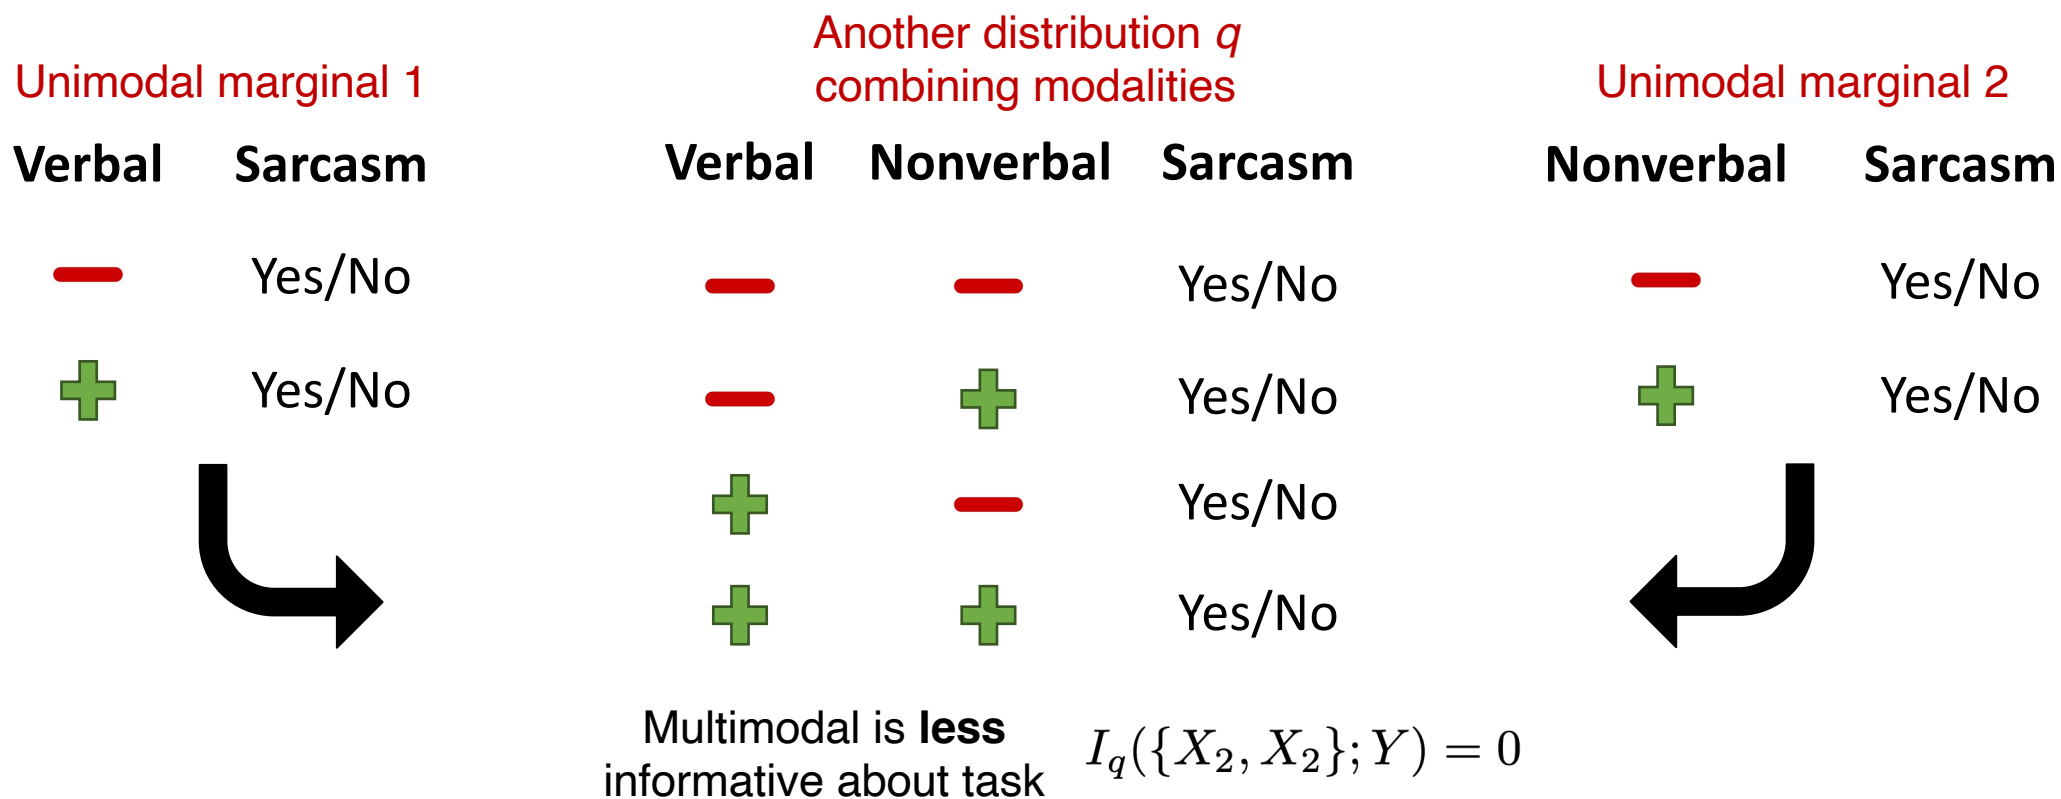 Another distribution q
combining modalities
Unimodal marginal 1
Unimodal marginal 2
Verbal Sarcasm
Verbal Nonverbal Sarcasm
Nonverbal Sarcasm
− Yes/No
− − Yes/No
− Yes/No
+ Yes/No
− + Yes/No
+ Yes/No
+ − Yes/No
+ + Yes/No
Multimodal is less
informative about task
I_q({X_2, X_2}; Y) = 0